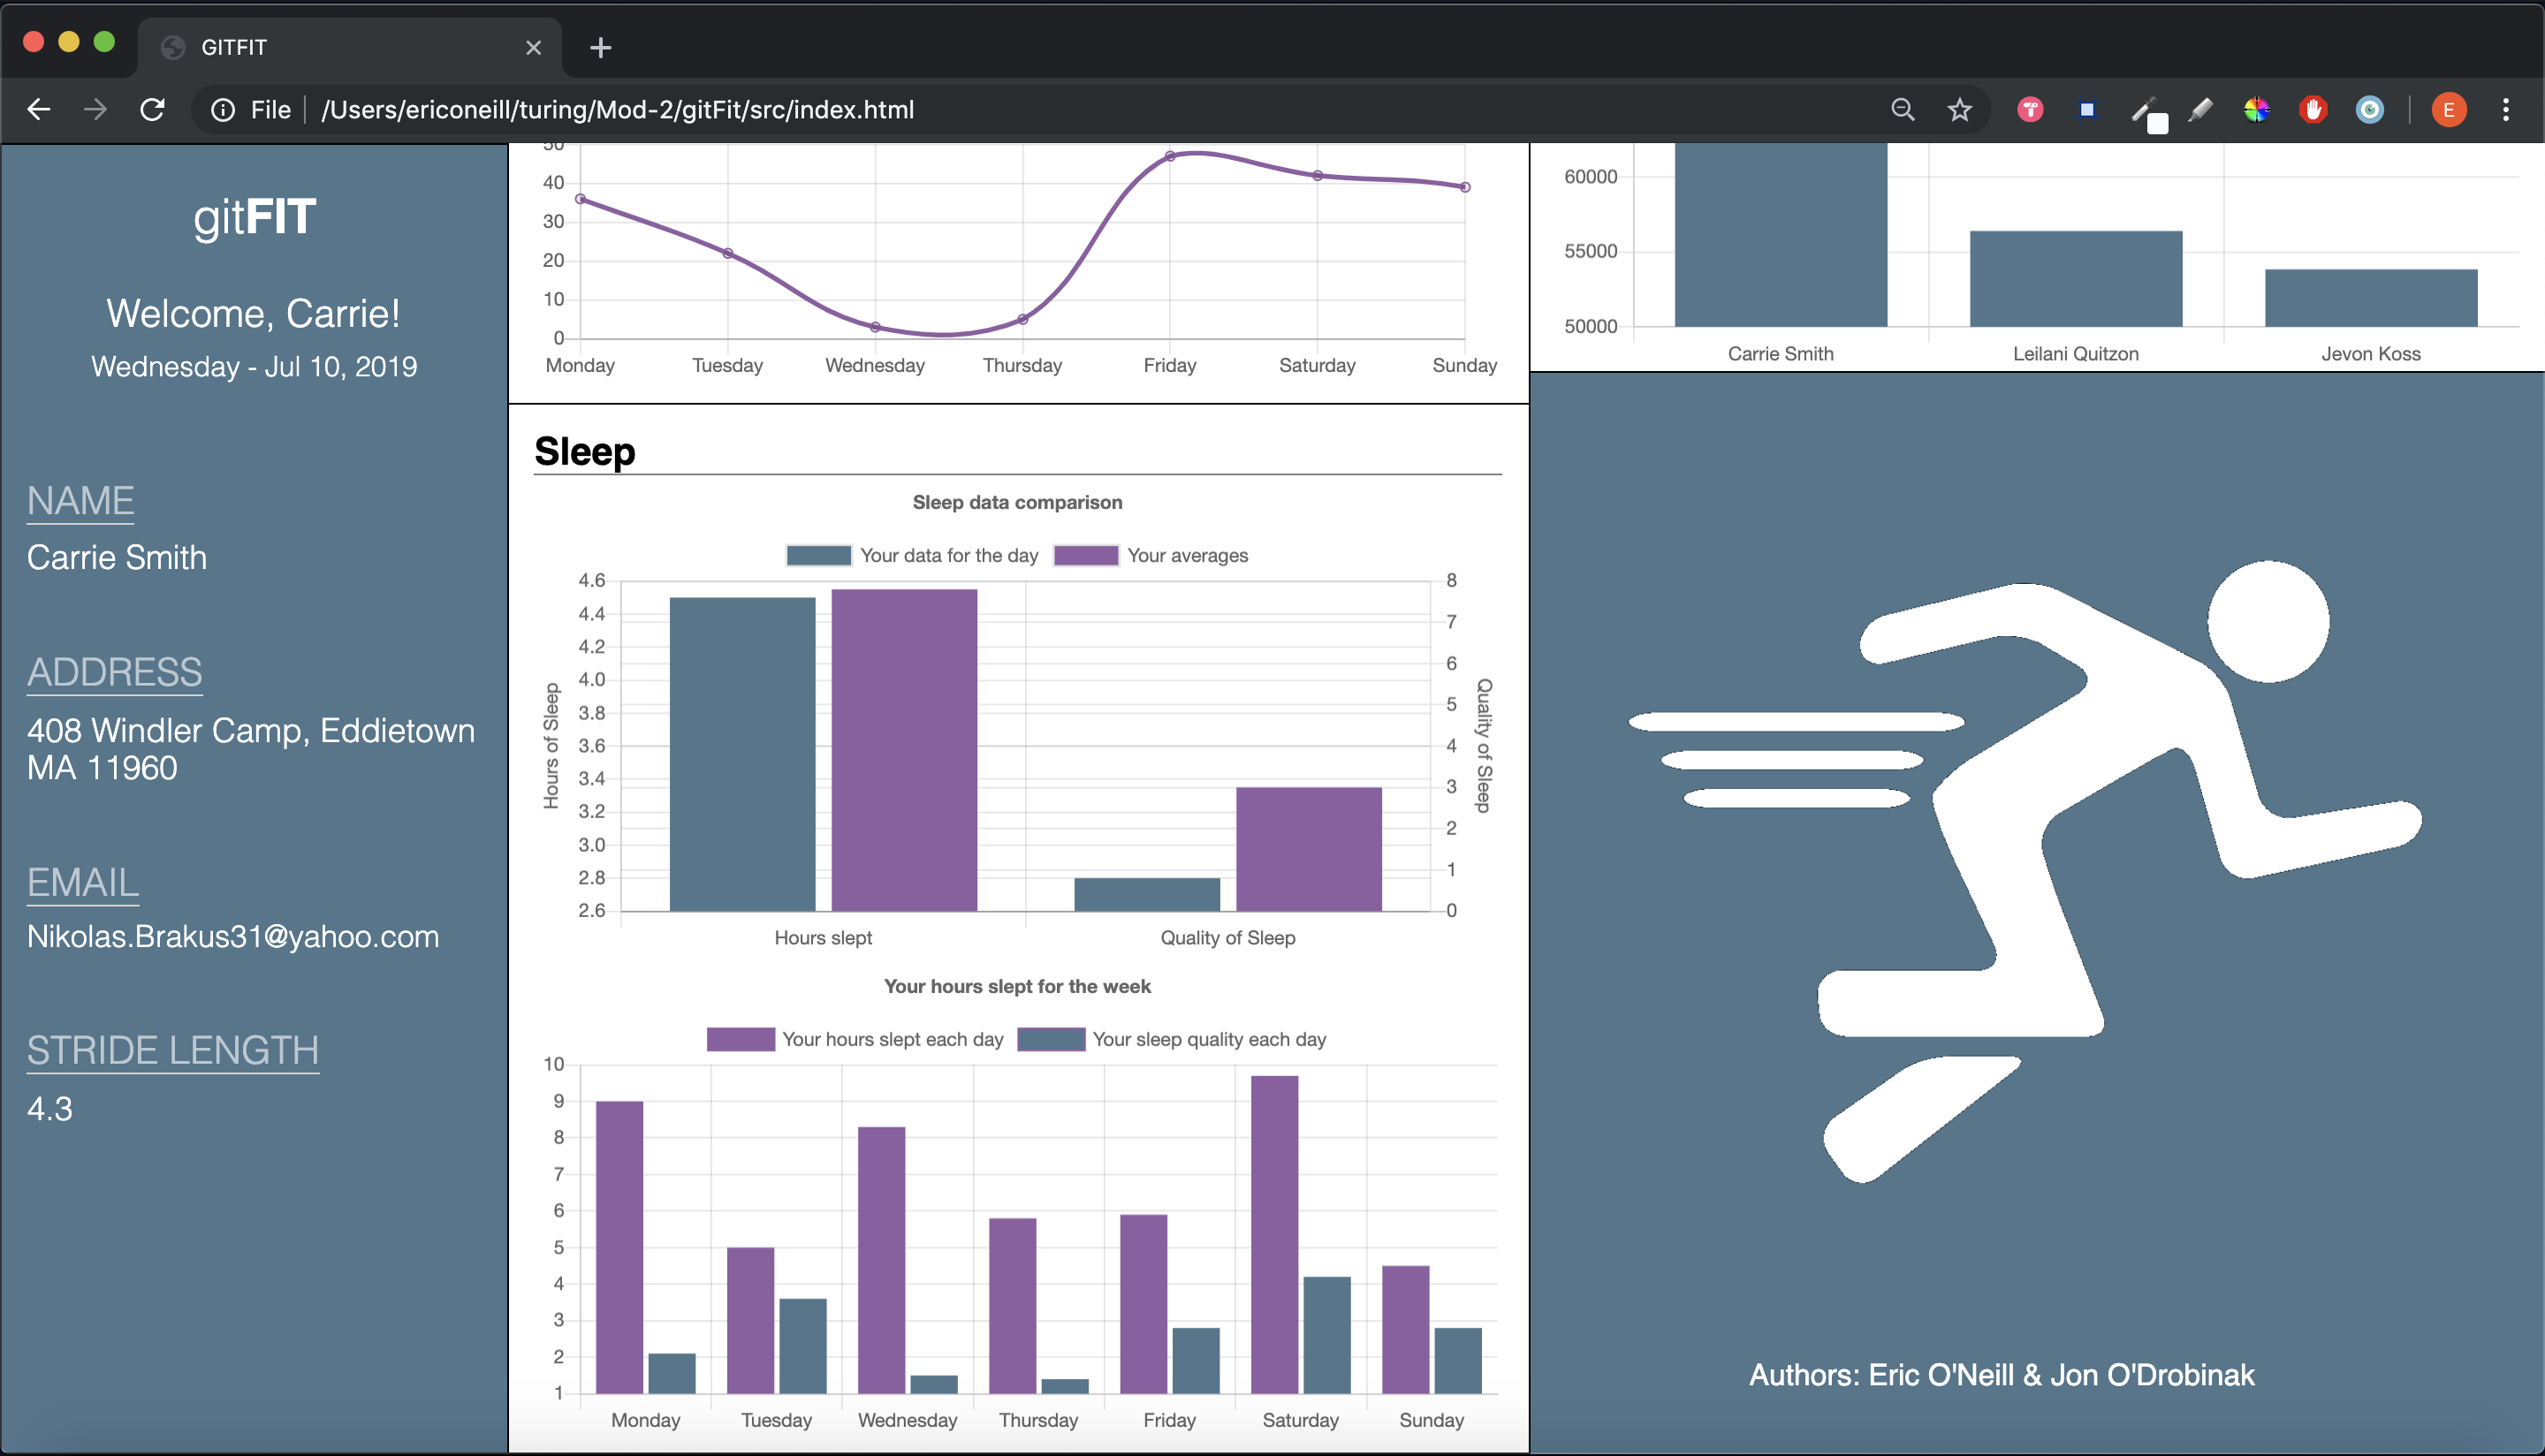 GITFIT
File
/Users/ericoneill/turing/Mod-2/gitFit/src/index.html
E
gitFIT
Welcome, Carrie!
Wednesday - Jul 10, 2019
NAME
Carrie Smith
ADDRESS
408 Windler Camp, Eddietown
MA 11960
EMAIL
Nikolas.Brakus31@yahoo.com
STRIDE LENGTH
4.3
50
40
30
20
10
0
Monday Tuesday Wednesday Thursday Friday Saturday Sunday
Sleep
Sleep data comparison
Your data for the day Your averages
4.6
4.4
4.2
4.0
3.8
3.6
3.4
3.2
3.0
2.8
2.6
Hours of Sleep
8
7
6
5
4
3
2
1
0
Quality of Sleep
Hours slept Quality of Sleep
Your hours slept for the week
Your hours slept each day Your sleep quality each day
10
9
8
7
6
5
4
3
2
1
Monday Tuesday Wednesday Thursday Friday Saturday Sunday
60000
55000
50000
Carrie Smith Leilani Quitzon Jevon Koss
Authors: Eric O'Neill & Jon O'Drobinak